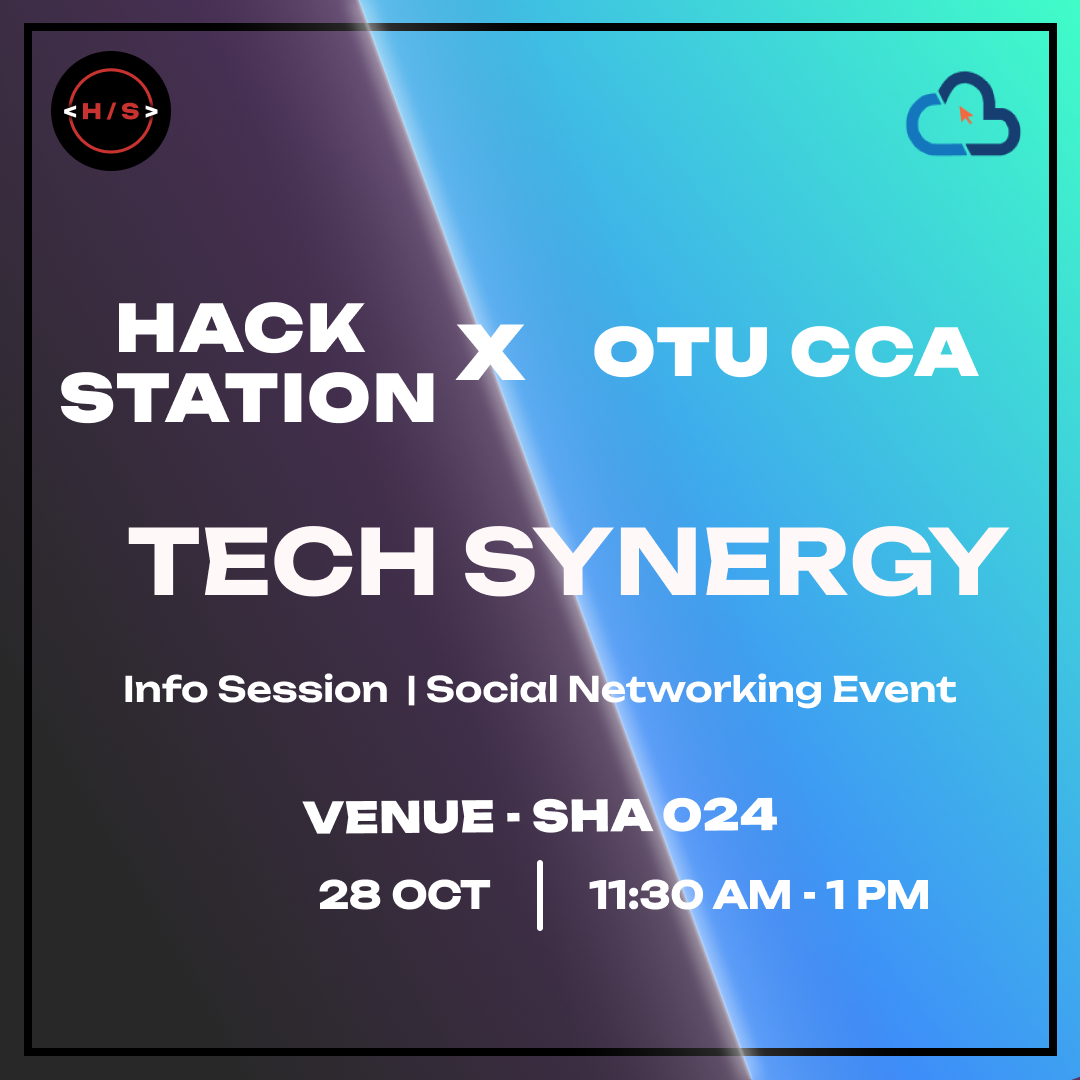 <H/S>
HACK
STATION
X
OTU CCA
TECH SYNERGY
Info Session | Social Networking Event
VENUE - SHA 024
28 OCT | 11:30 AM - 1 PM